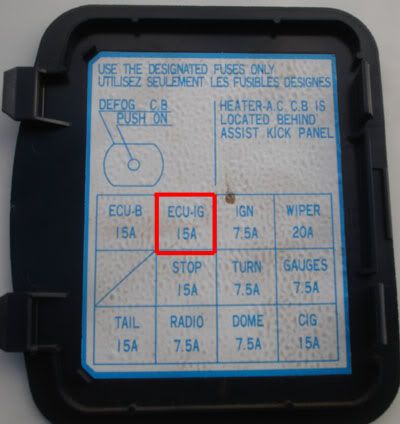 USE THE DESIGNATED FUSES ONLY
UTILISEZ SEULEMENT LES FUSIBLES DESIGNES
DEFOG C.B.
PUSH ON
HEATER-A.C. C.B IS
LOCATED BEHIND
ASSIST KICK PANEL
ECU-B ECU-IG IGN WIPER
15A 15A 7.5A 20A
STOP TURN GAUGES
15A 7.5A 7.5A
TAIL RADIO DOME CIG
15A 7.5A 7.5A 15A